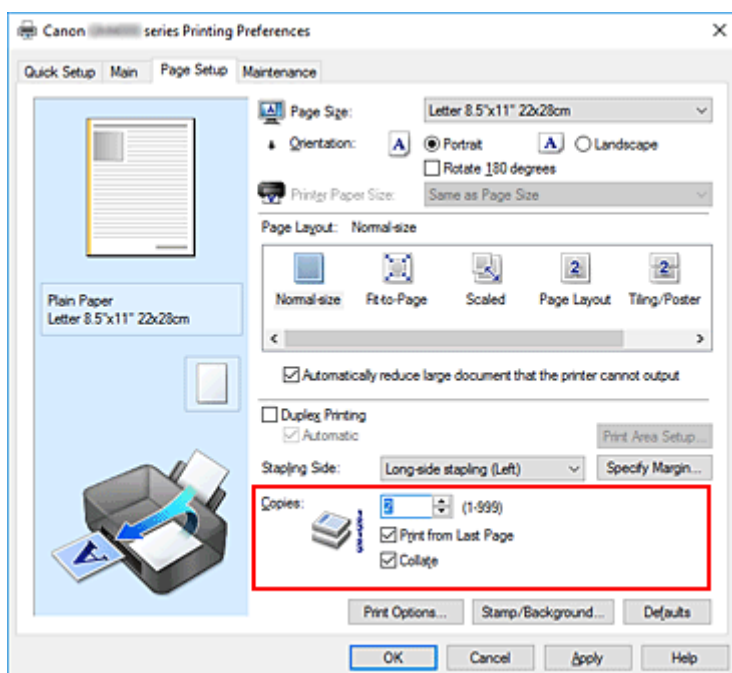 Canon series Printing Preferences
Quick Setup Main Page Setup Maintenance
Page Size: Letter 8.5"x11" 22x28cm
Orientation: A Portrait A Landscape
Rotate 180 degrees
Printer Paper Size: Same as Page Size
Page Layout: Normal-size
Normal-size Fit-to-Page Scaled Page Layout Tiling/Poster
Plain Paper
Letter 8.5"x11" 22x28cm
Automatically reduce large document that the printer cannot output
Duplex Printing
Automatic
Print Area Setup...
Stapling Side: Long-side stapling (Left) Specify Margin...
Copies: 2 (1-999)
Print from Last Page
Collate
Print Options... Stamp/Background... Defaults
OK Cancel Apply Help